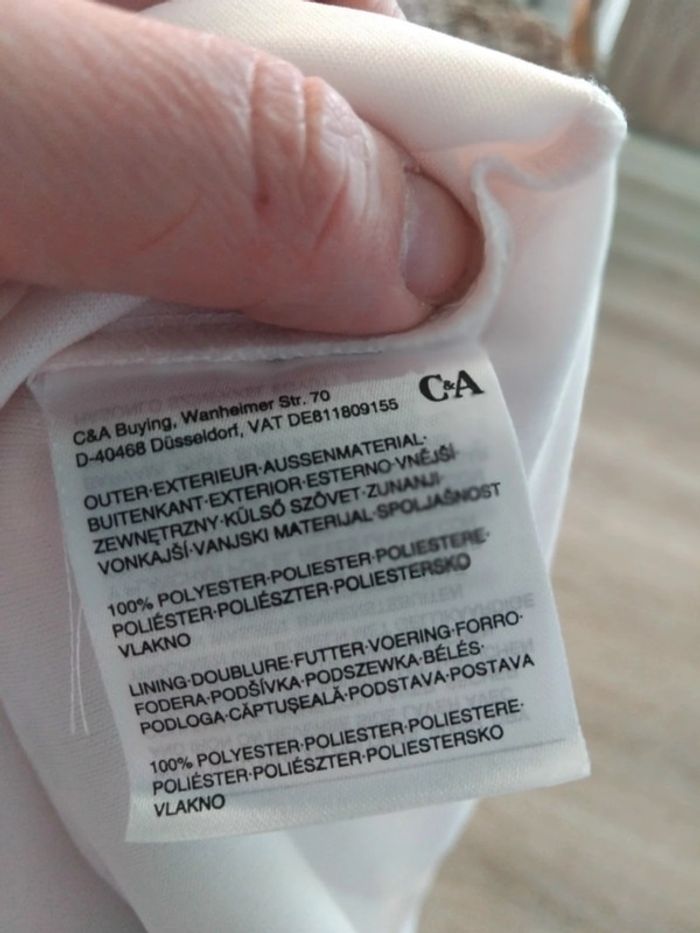 C&A
C&A Buying, Wanheimer Str. 70
D-40468 Düsseldorf, VAT DE811809155
OUTER·EXTERIEUR·AUSSENMATERIAL·
BUITENKANT·EXTERIOR·ESTERNO·VNĚJŠÍ·
ZEWNĘTRZNY·KÜLSŐ SZÖVET·ZUNANJI·
VONKAJŠÍ·VANJSKI MATERIJAL·SPOLJAŠNOST
100% POLYESTER·POLIESTER·POLIESTERE·
POLIÉSTER·POLIÉSZTER·POLIESTERSKO
VLAKNO
LINING·DOUBLURE·FUTTER·VOERING·FORRO·
FODERA·PODŠÍVKA·PODSZEWKA·BÉLÉS·
PODLOGA·CĂPTUȘEALĂ·PODSTAVA·POSTAVA
100% POLYESTER·POLIESTER·POLIESTERE·
POLIÉSTER·POLIÉSZTER·POLIESTERSKO
VLAKNO